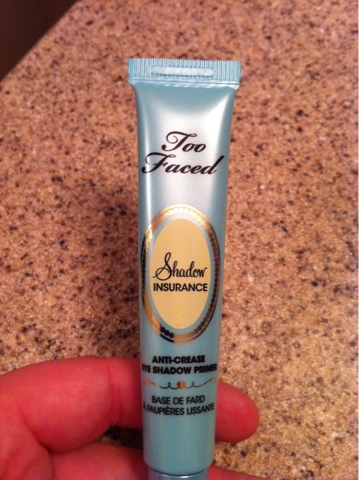 Too
Faced
Shadow
INSURANCE
ANTI-CREASE
EYE SHADOW PRIMER
BASE DE FARD
À PAUPIÈRES LISSANTE